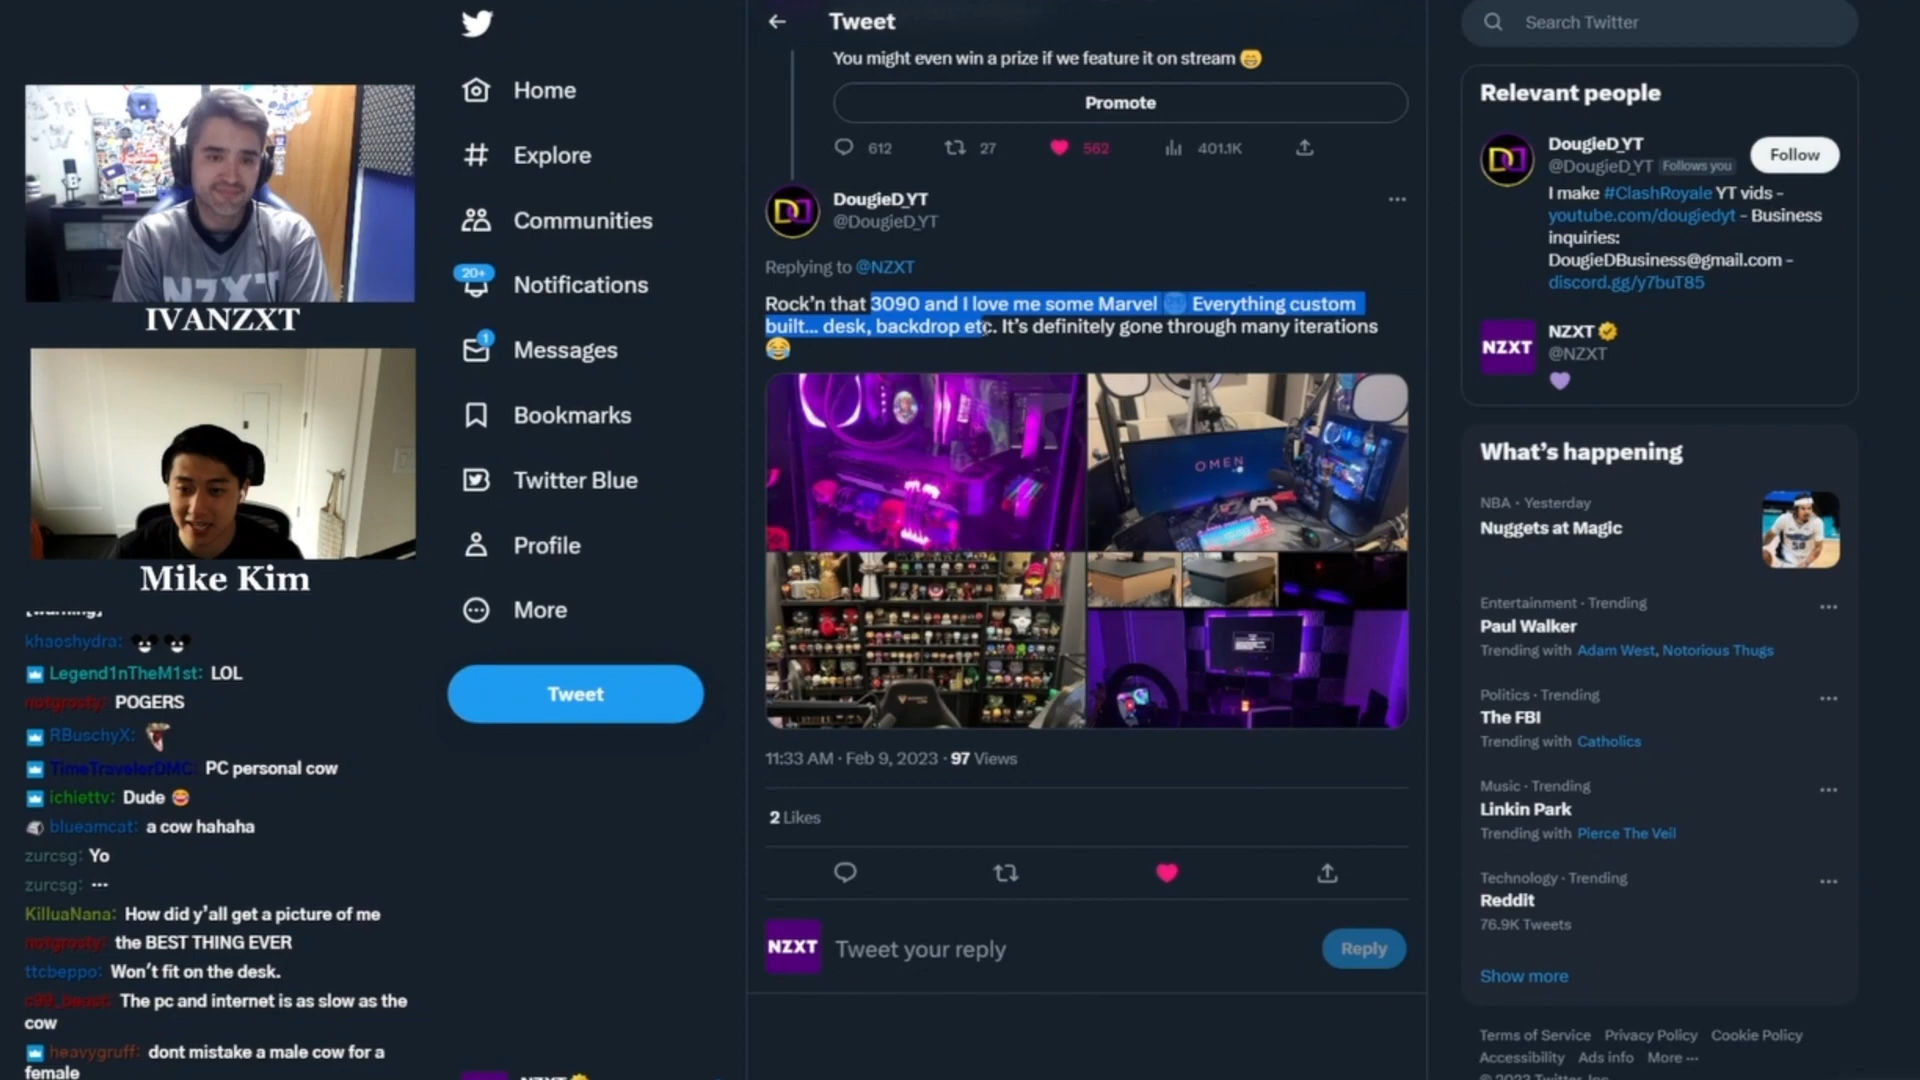 NZXT
IVANZXT
Mike Kim
khaoshydra:
Legend1nTheM1st: LOL
notgrosty: POGERS
RBuschyX:
TimeTravelerDMC: PC personal cow
ichiettv: Dude
blueamcat: a cow hahaha
zurcsg: Yo
zurcsg: ...
KilluaNana: How did y'all get a picture of me
notgrosty: the BEST THING EVER
ttcbeppo: Won't fit on the desk.
c99_beast: The pc and internet is as slow as the
cow
heavygruff: dont mistake a male cow for a
female
Home
Explore
Communities
20+
Notifications
1
Messages
Bookmarks
Twitter Blue
Profile
More
Tweet
Tweet
You might even win a prize if we feature it on stream 😁
Promote
612 27 562 401.1K
DougieD_YT
@DougieD_YT
Replying to @NZXT
Rock'n that 3090 and I love me some Marvel Everything custom
built... desk, backdrop etc. It's definitely gone through many iterations
😂
OMEN
11:33 AM · Feb 9, 2023 · 97 Views
2 Likes
NZXT
Tweet your reply
Reply
Search Twitter
Relevant people
DougieD_YT
@DougieD_YT Follows you
Follow
I make #ClashRoyale YT vids -
youtube.com/dougiedyt - Business
inquiries:
DougieDBusiness@gmail.com -
discord.gg/y7buT85
NZXT
NZXT
@NZXT
💜
What's happening
NBA · Yesterday
Nuggets at Magic
Entertainment · Trending
Paul Walker
Trending with Adam West, Notorious Thugs
Politics · Trending
The FBI
Trending with Catholics
Music · Trending
Linkin Park
Trending with Pierce The Veil
Technology · Trending
Reddit
76.9K Tweets
Show more
Terms of Service Privacy Policy Cookie Policy
Accessibility Ads info More ...
© 2023 Twitter, Inc.